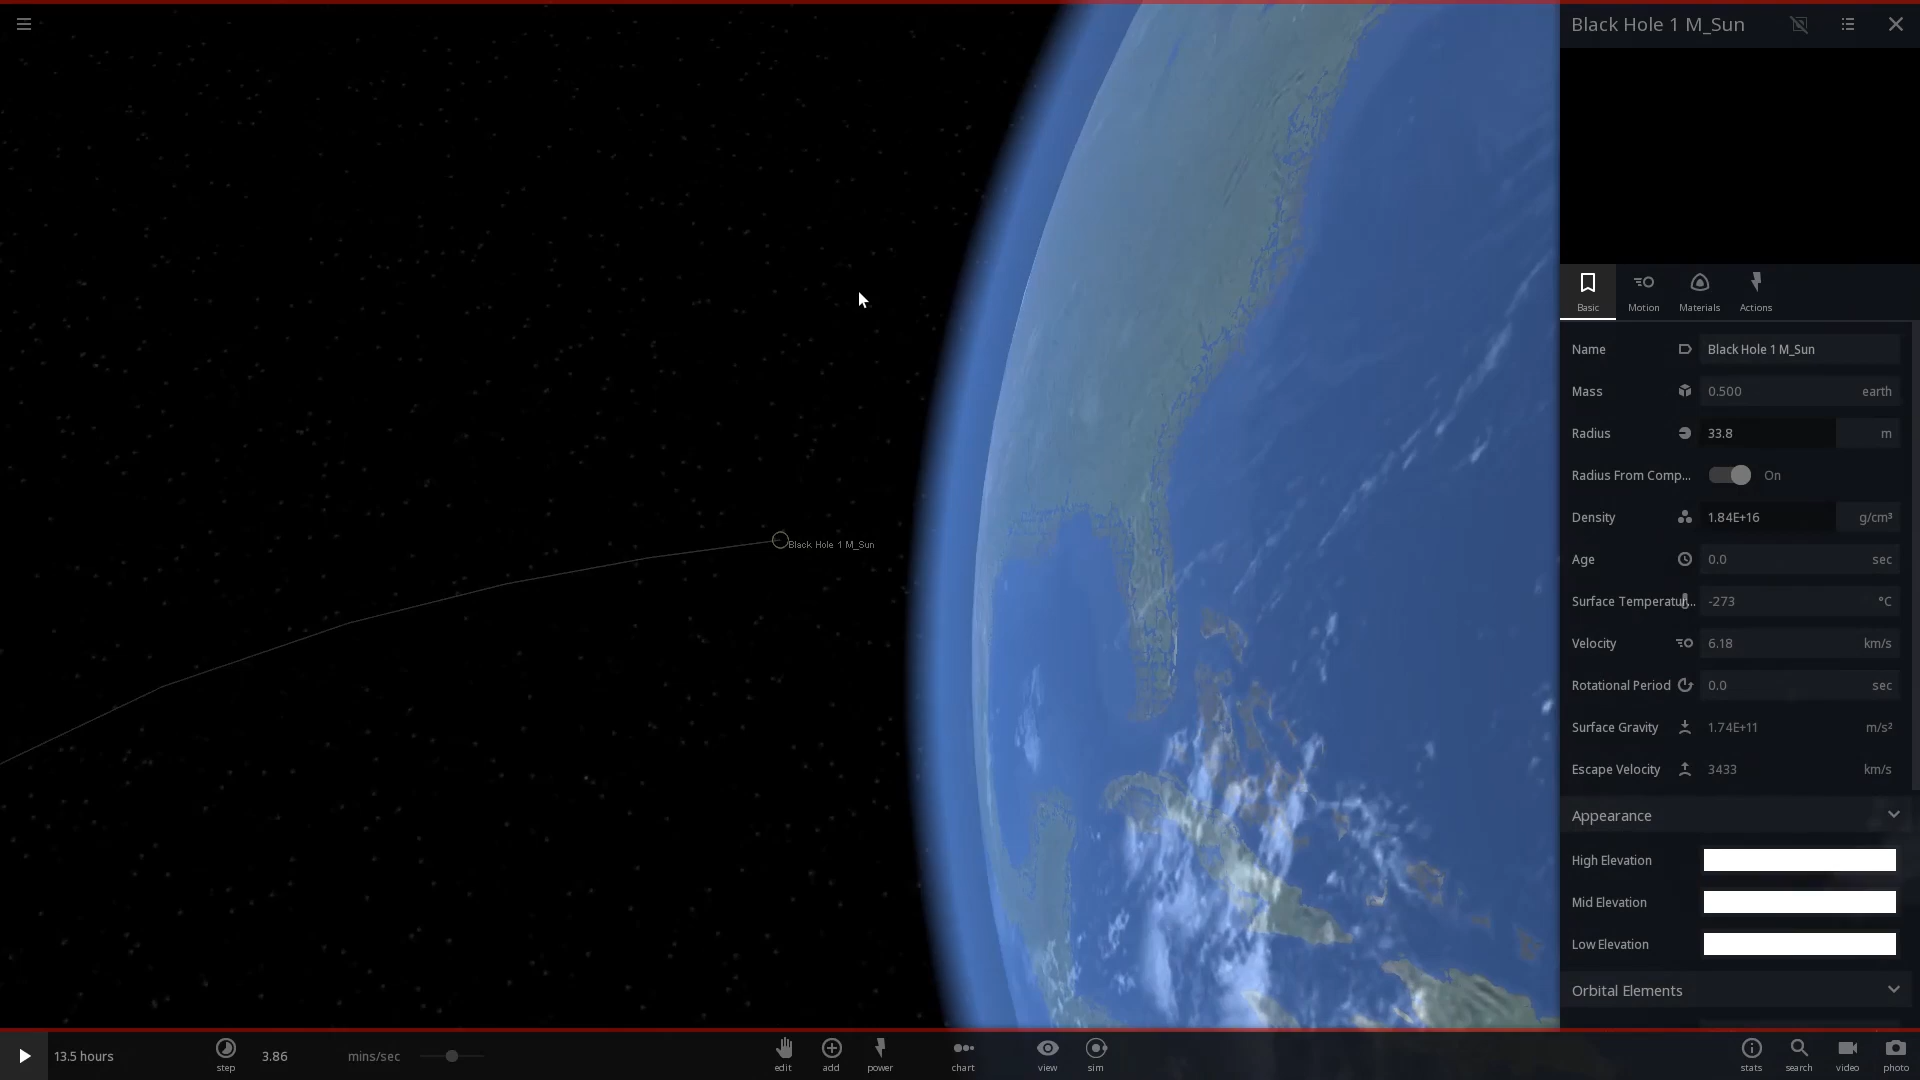 Black Hole 1 M_Sun
Basic
Motion
Materials
Actions
Name
Black Hole 1 M_Sun
Mass
0.500 earth
Radius
33.8 m
Radius From Comp...
On
Density
1.84E+16 g/cm³
Age
0.0 sec
Surface Temperatur...
-273 °C
Velocity
6.18 km/s
Rotational Period
0.0 sec
Surface Gravity
1.74E+11 m/s²
Escape Velocity
3433 km/s
Appearance
High Elevation
Mid Elevation
Low Elevation
Orbital Elements
Black Hole 1 M_Sun
13.5 hours
step
3.86 mins/sec
edit
add
power
chart
view
sim
stats
search
video
photo